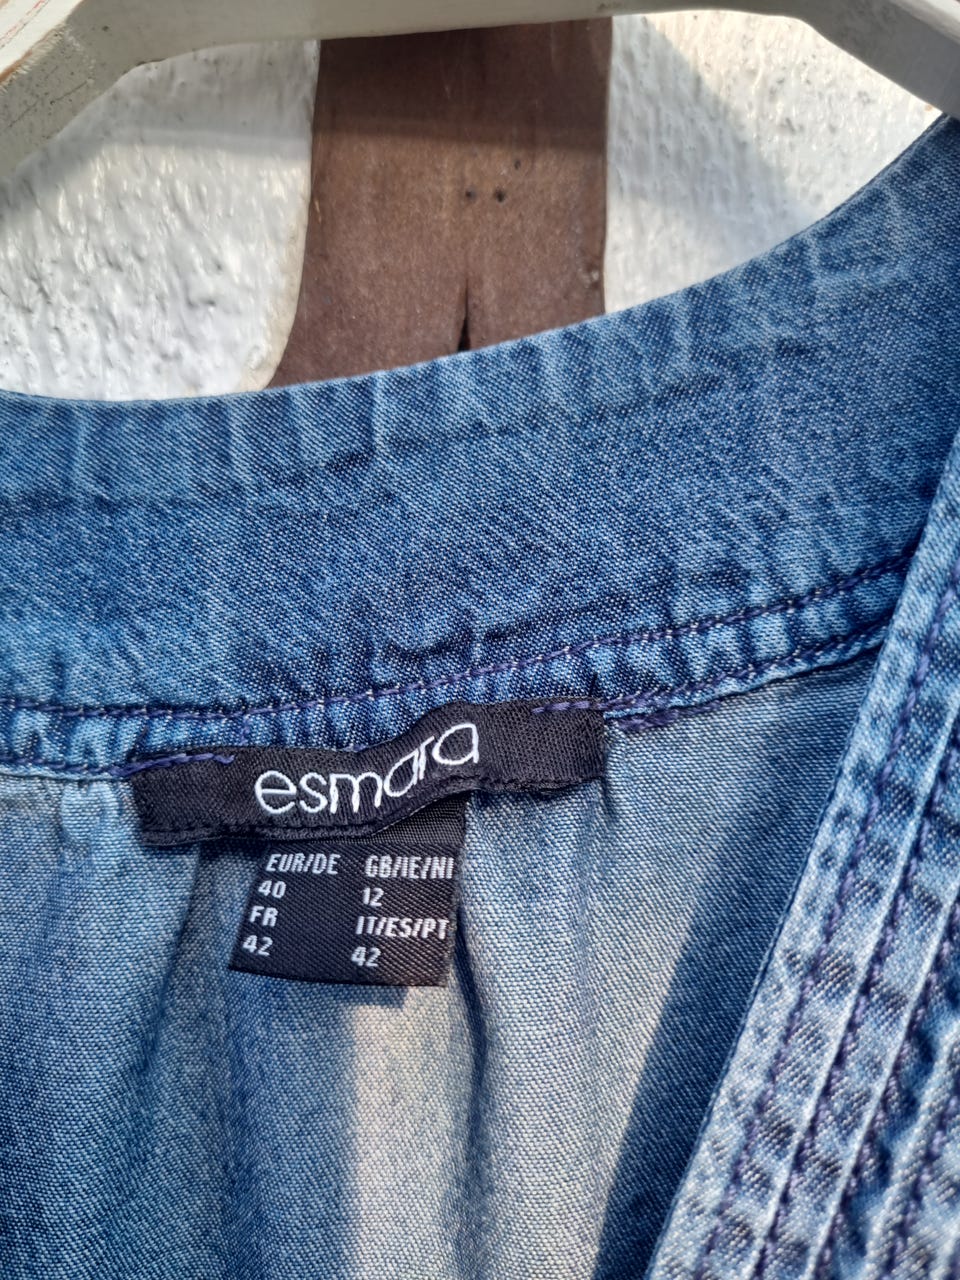 esmara
EUR/DE GB/IE/NI
40 12
FR IT/ES/PT
42 42